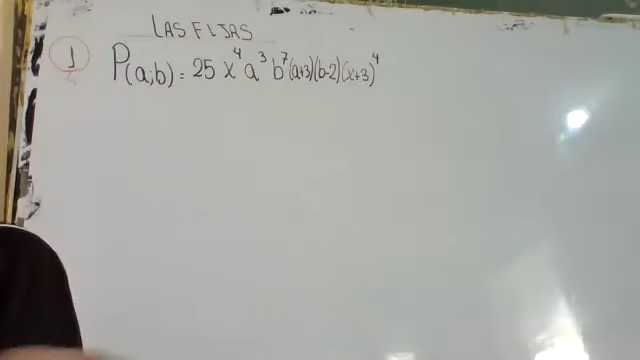 LAS FIJAS
1 P(a;b) = 25 x⁴ a³ b⁷ (a+3)(b-2)(x+3)⁴